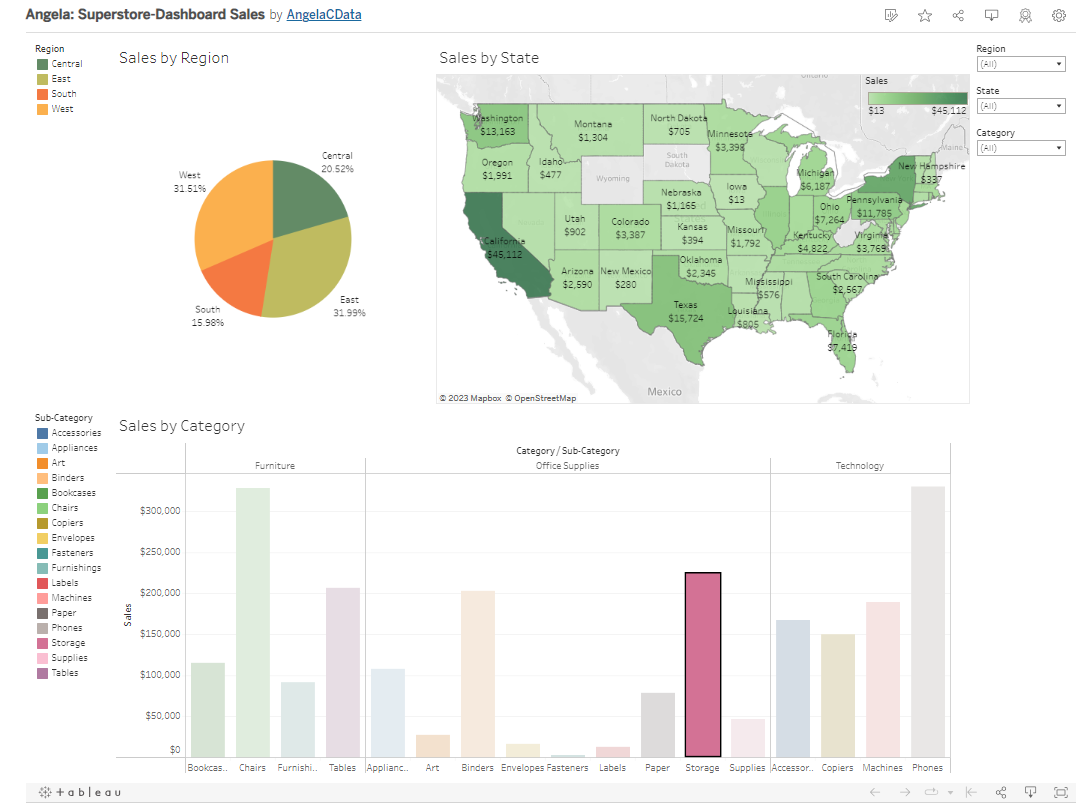 Angela: Superstore-Dashboard Sales by AngelaCData
Region
Central
East
South
West
Sales by Region
Central
20.52%
West
31.51%
East
31.99%
South
15.98%
Sales by State
Ontario
Sales
$13 $45,112
Washington
$13,163
Montana
$1,304
North Dakota
$705
Minnesota
$3,398
Maine
Oregon
$1,991
Idaho
$477
Wyoming
South
Dakota
Michigan
$6,187
New Hampshire
$337
Nebraska
$1,165
Iowa
$13
Ohio
$7,264
Pennsylvania
$11,785
Utah
$902
Colorado
$3,387
Kansas
$394
Missouri
$1,792
Kentucky
$4,822
Virginia
$3,769
California
$45,112
Arizona
$2,590
New Mexico
$280
Oklahoma
$2,345
Mississippi
$576
South Carolina
$2,567
Texas
$15,724
Louisiana
$805
Florida
$7,419
Mexico
© 2023 Mapbox © OpenStreetMap
Region
(All)
State
(All)
Category
(All)
Sub-Category
Accessories
Appliances
Art
Binders
Bookcases
Chairs
Copiers
Envelopes
Fasteners
Furnishings
Labels
Machines
Paper
Phones
Storage
Supplies
Tables
Sales by Category
Category / Sub-Category
Furniture Office Supplies Technology
Sales
$300,000
$250,000
$200,000
$150,000
$100,000
$50,000
$0
Bookcas.. Chairs Furnishi.. Tables Applianc.. Art Binders Envelopes Fasteners Labels Paper Storage Supplies Accessor.. Copiers Machines Phones
+ a b l e a u